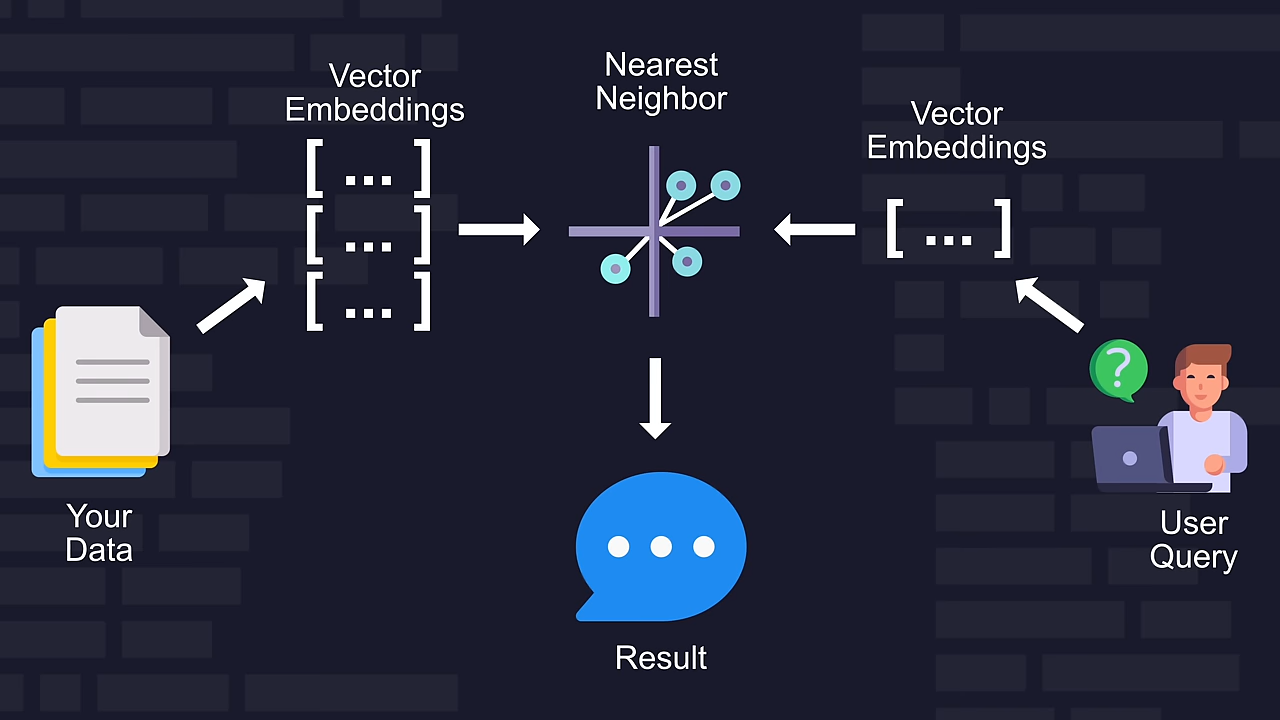 Vector
Embeddings
[ ... ]
[ ... ]
[ ... ]
Nearest
Neighbor
Vector
Embeddings
[ ... ]
?
Your
Data
User
Query
Result